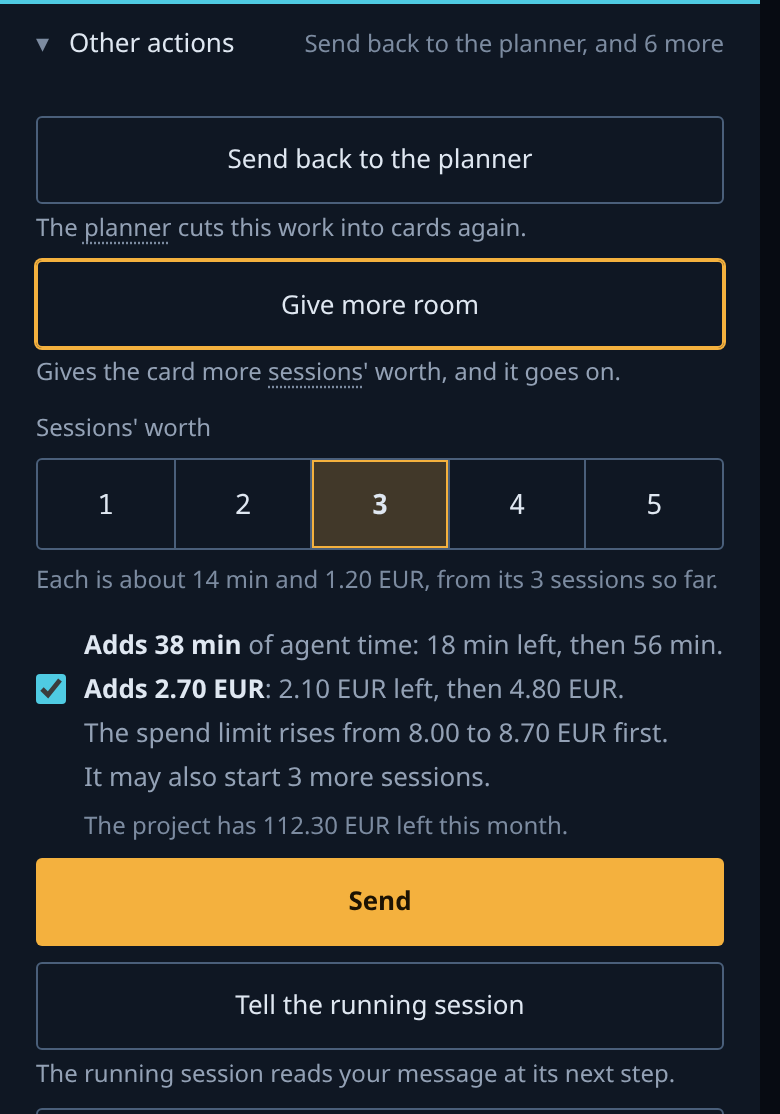 ▼ Other actions Send back to the planner, and 6 more
Send back to the planner
The planner cuts this work into cards again.
Give more room
Gives the card more sessions' worth, and it goes on.
Sessions' worth
1 2 3 4 5
Each is about 14 min and 1.20 EUR, from its 3 sessions so far.
Adds 38 min of agent time: 18 min left, then 56 min.
Adds 2.70 EUR: 2.10 EUR left, then 4.80 EUR.
The spend limit rises from 8.00 to 8.70 EUR first.
It may also start 3 more sessions.
The project has 112.30 EUR left this month.
Send
Tell the running session
The running session reads your message at its next step.